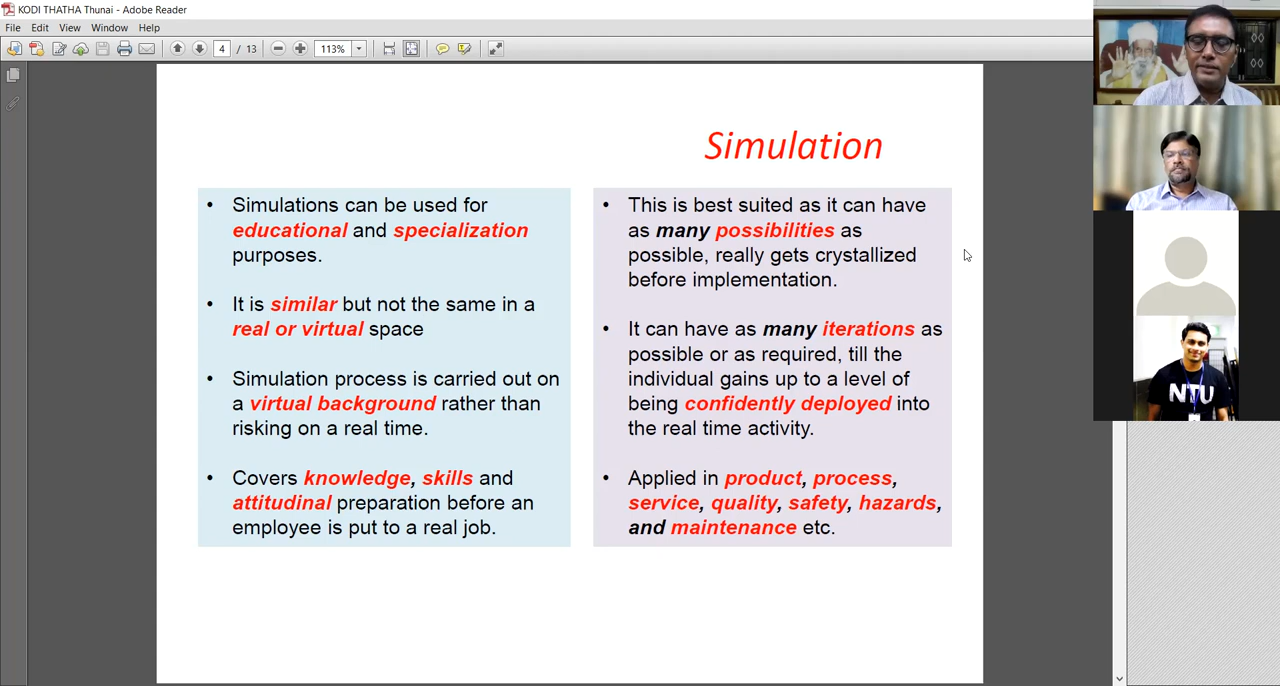 KODI THATHA Thunai - Adobe Reader
File Edit View Window Help
4 / 13 113%
Simulation
• Simulations can be used for
educational and specialization
purposes.
• It is similar but not the same in a
real or virtual space
• Simulation process is carried out on
a virtual background rather than
risking on a real time.
• Covers knowledge, skills and
attitudinal preparation before an
employee is put to a real job.
• This is best suited as it can have
as many possibilities as
possible, really gets crystallized
before implementation.
• It can have as many iterations as
possible or as required, till the
individual gains up to a level of
being confidently deployed into
the real time activity.
• Applied in product, process,
service, quality, safety, hazards,
and maintenance etc.
NTU